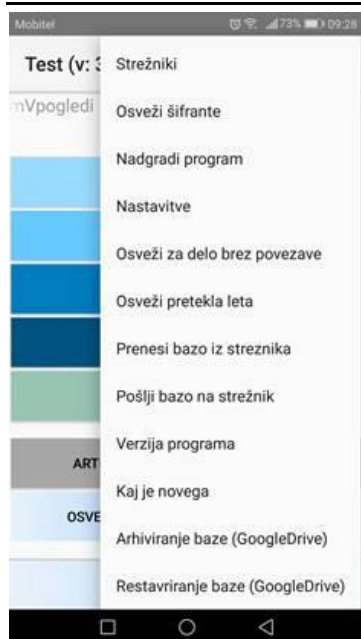 Mobitel 73% 09:28
Test (v: 3
mVpogledi
Strežniki
Osveži šifrante
Nadgradi program
Nastavitve
Osveži za delo brez povezave
Osveži pretekla leta
Prenesi bazo iz streznika
Pošlji bazo na strežnik
Verzija programa
ART
Kaj je novega
OSVE
Arhiviranje baze (GoogleDrive)
Restavriranje baze (GoogleDrive)